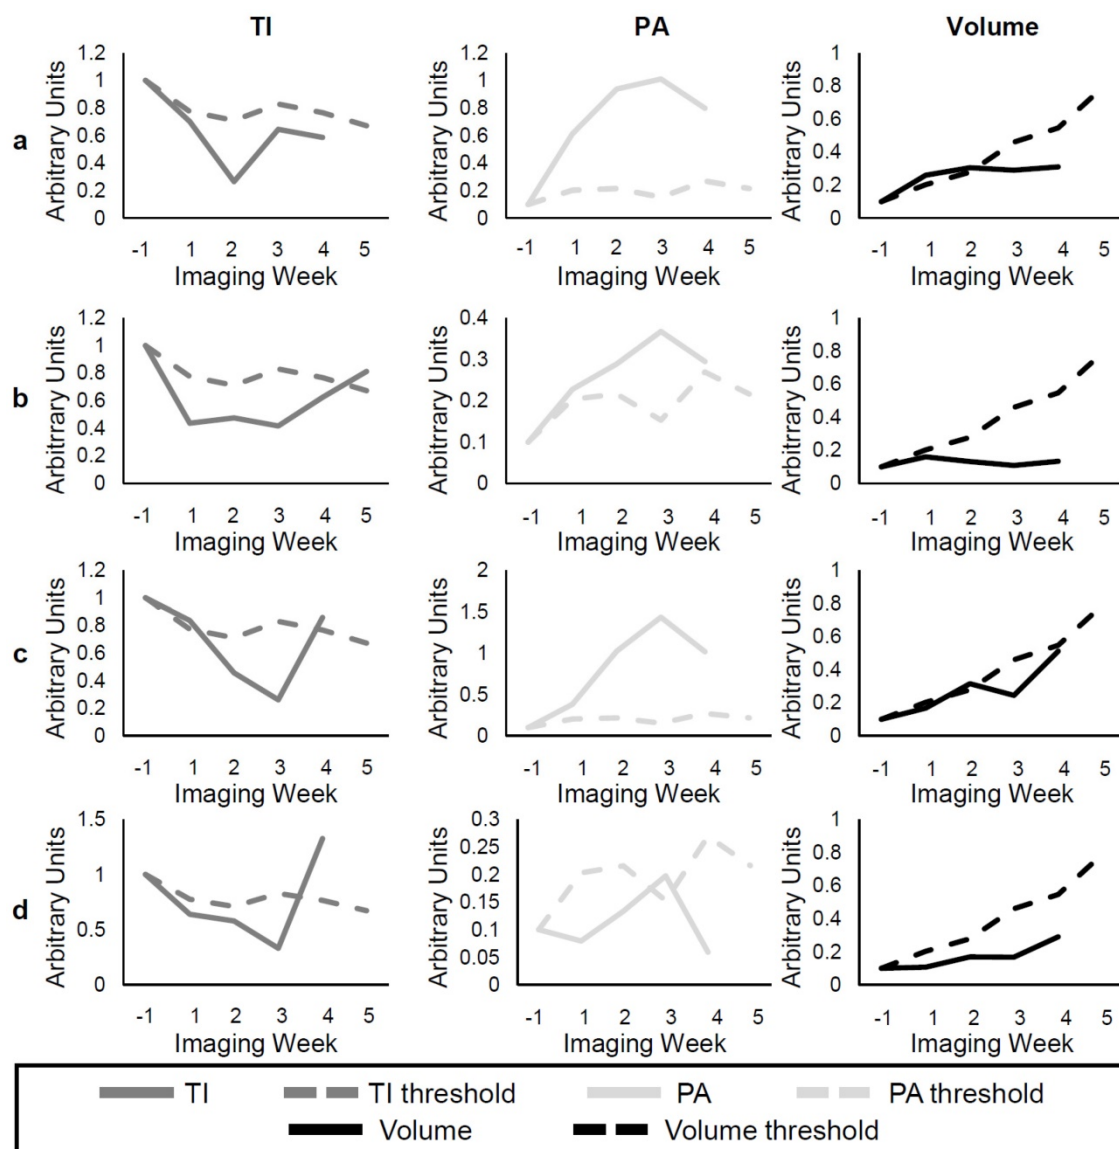 TI PA Volume
a
Arbitrary Units
1.2
1
0.8
0.6
0.4
0.2
0
-1 1 2 3 4 5
Imaging Week
Arbitrary Units
1.2
1
0.8
0.6
0.4
0.2
0
-1 1 2 3 4 5
Imaging Week
Arbitrary Units
1
0.8
0.6
0.4
0.2
0
-1 1 2 3 4 5
Imaging Week
b
Arbitrary Units
1.2
1
0.8
0.6
0.4
0.2
0
-1 1 2 3 4 5
Imaging Week
Arbitrrary Units
0.4
0.3
0.2
0.1
0
-1 1 2 3 4 5
Imaging Week
Arbitrary Units
1
0.8
0.6
0.4
0.2
0
-1 1 2 3 4 5
Imaging Week
c
Arbitrary Units
1.2
1
0.8
0.6
0.4
0.2
0
-1 1 2 3 4 5
Imaging Week
Arbitrary Units
2
1.5
1
0.5
0
-1 1 2 3 4 5
Imaging Week
Arbitrary Units
1
0.8
0.6
0.4
0.2
0
-1 1 2 3 4 5
Imaging Week
d
Arbitrary Units
1.5
1
0.5
0
-1 1 2 3 4 5
Imaging Week
Arbitrary Units
0.3
0.25
0.2
0.15
0.1
0.05
0
-1 1 2 3 4 5
Imaging Week
Arbitrary Units
1
0.8
0.6
0.4
0.2
0
-1 1 2 3 4 5
Imaging Week
TI TI threshold PA PA threshold
Volume Volume threshold